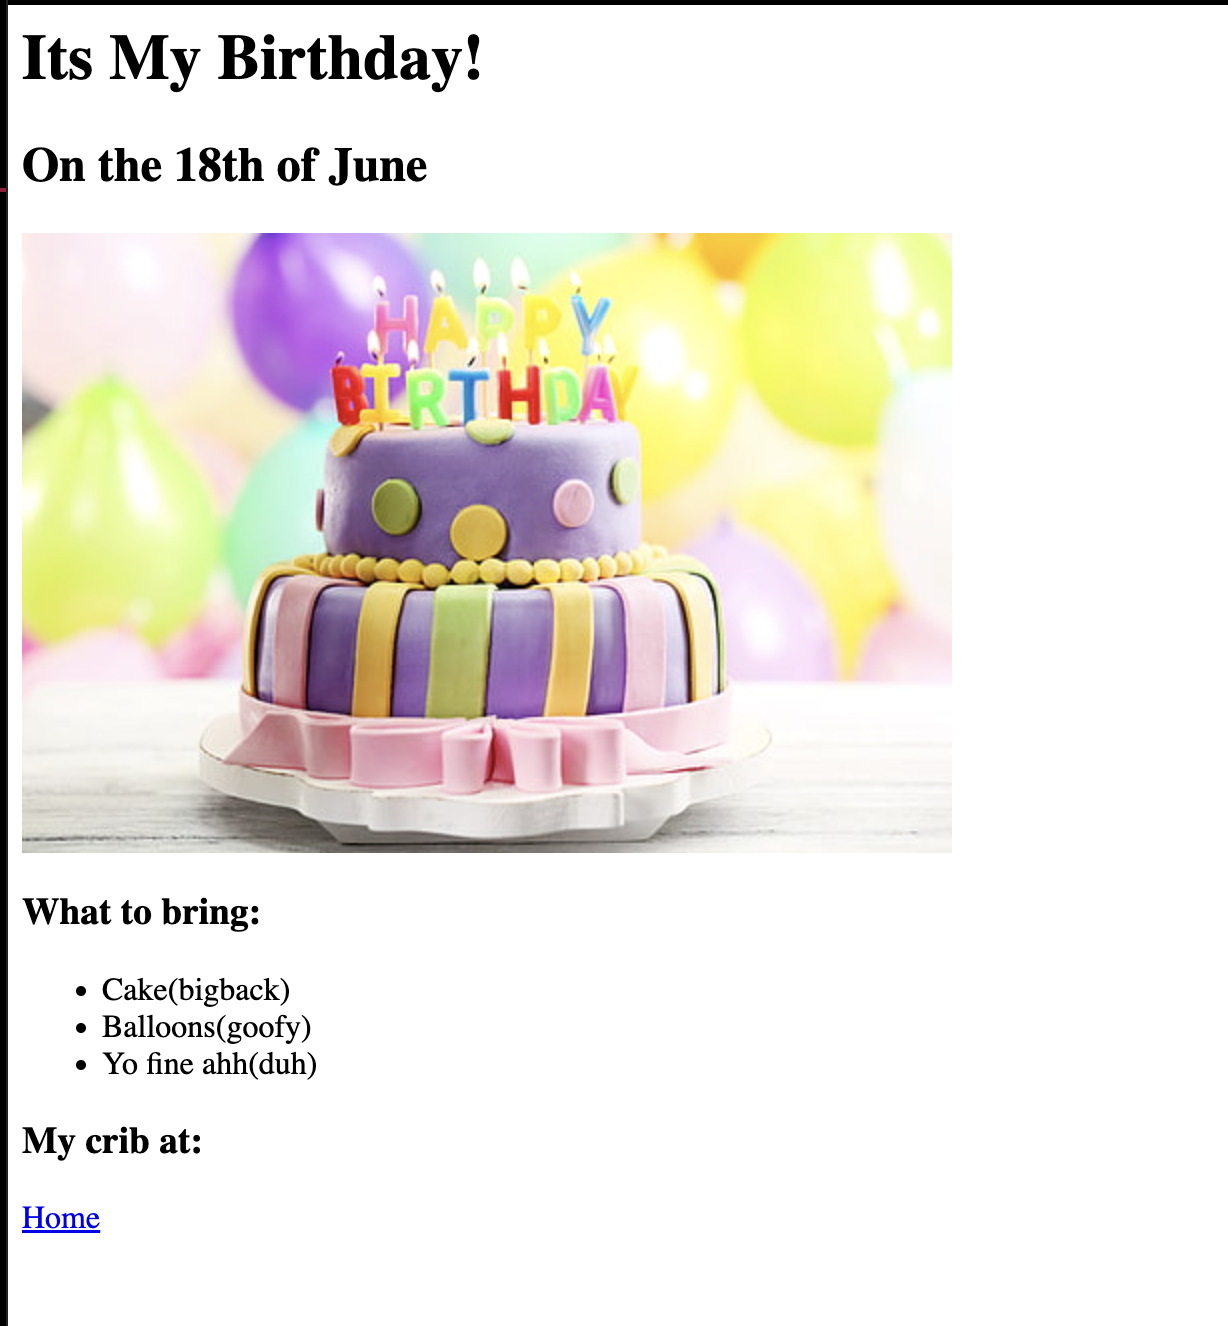 Its My Birthday!
On the 18th of June
HAPPY
BIRTHDAY
What to bring:
Cake(bigback)
Balloons(goofy)
Yo fine ahh(duh)
My crib at:
Home